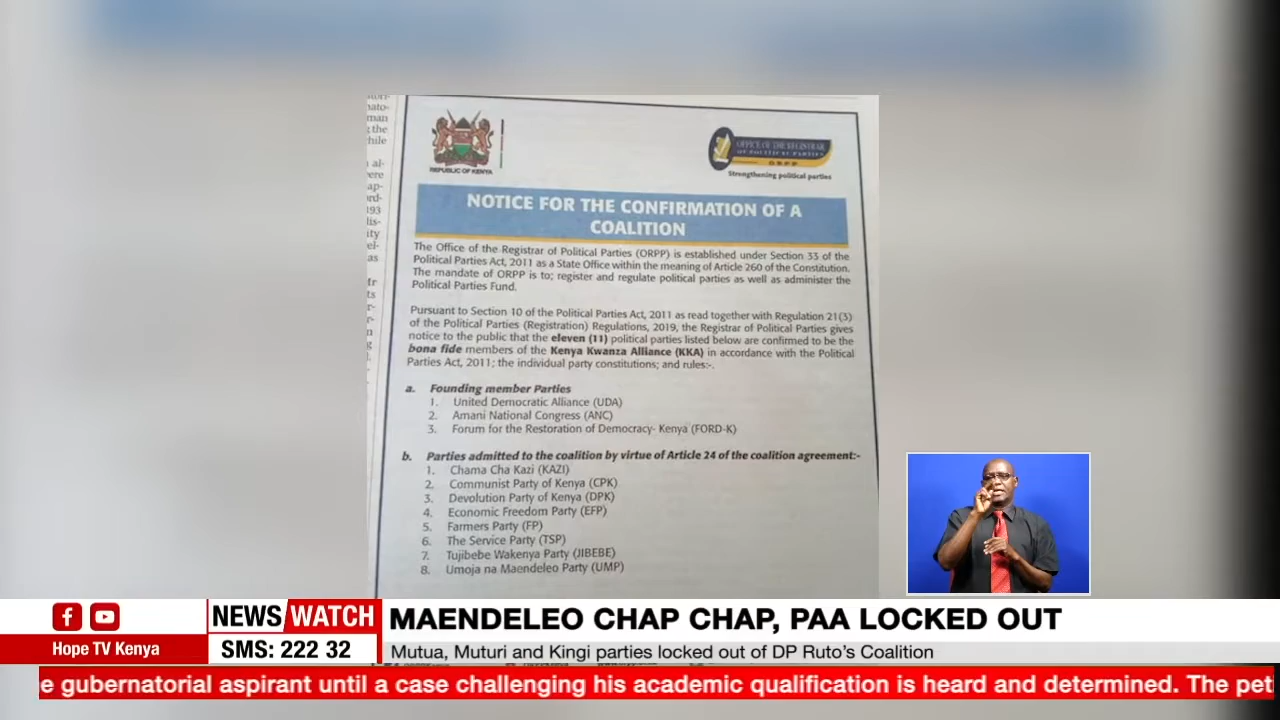 REPUBLIC OF KENYA
OFFICE OF THE REGISTRAR
OF POLITICAL PARTIES
ORPP
Strengthening political parties
NOTICE FOR THE CONFIRMATION OF A
COALITION
The Office of the Registrar of Political Parties (ORPP) is established under Section 33 of the
Political Parties Act, 2011 as a State Office within the meaning of Article 260 of the Constitution.
The mandate of ORPP is to; register and regulate political parties as well as administer the
Political Parties Fund.
Pursuant to Section 10 of the Political Parties Act, 2011 as read together with Regulation 21(3)
of the Political Parties (Registration) Regulations, 2019, the Registrar of Political Parties gives
notice to the public that the eleven (11) political parties listed below are confirmed to be the
bona fide members of the Kenya Kwanza Alliance (KKA) in accordance with the Political
Parties Act, 2011; the individual party constitutions; and rules:-.
a. Founding member Parties
1. United Democratic Alliance (UDA)
2. Amani National Congress (ANC)
3. Forum for the Restoration of Democracy- Kenya (FORD-K)
b. Parties admitted to the coalition by virtue of Article 24 of the coalition agreement:-
1. Chama Cha Kazi (KAZI)
2. Communist Party of Kenya (CPK)
3. Devolution Party of Kenya (DPK)
4. Economic Freedom Party (EFP)
5. Farmers Party (FP)
6. The Service Party (TSP)
7. Tujibebe Wakenya Party (JIBEBE)
8. Umoja na Maendeleo Party (UMP)
NEWS WATCH
MAENDELEO CHAP CHAP, PAA LOCKED OUT
Hope TV Kenya
SMS: 222 32
Mutua, Muturi and Kingi parties locked out of DP Ruto's Coalition
e gubernatorial aspirant until a case challenging his academic qualification is heard and determined. The pet